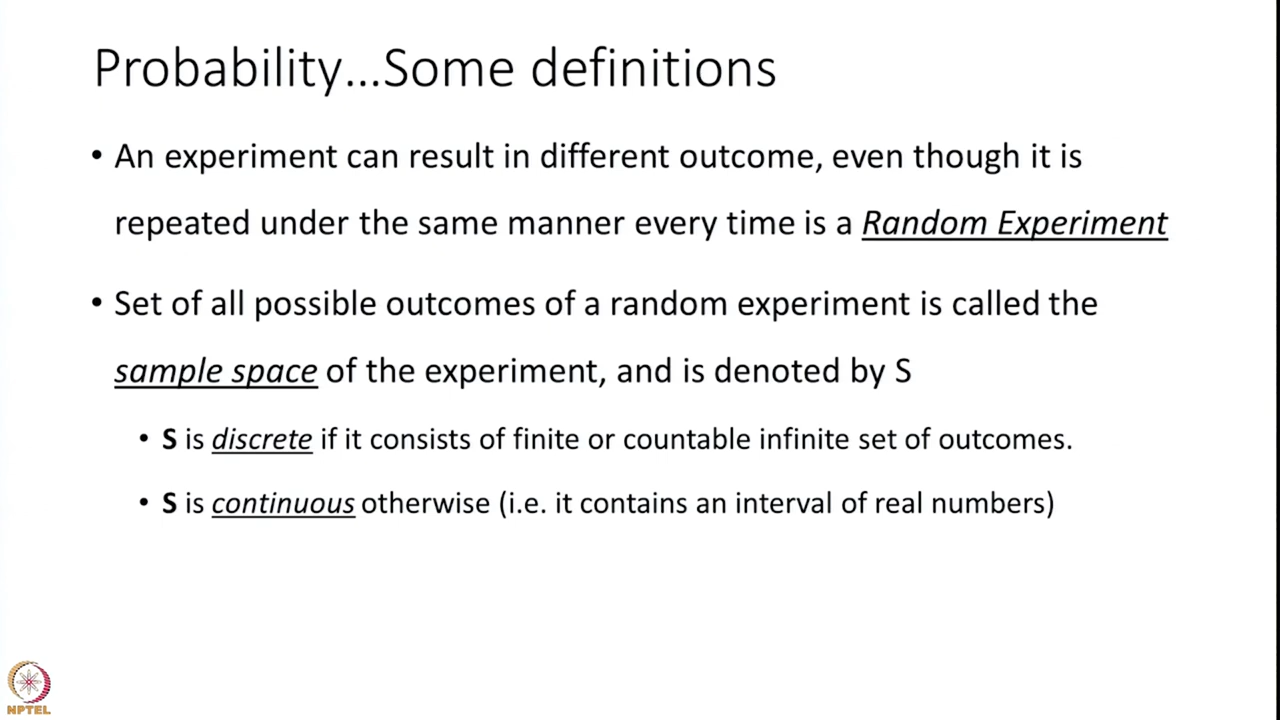 Probability...Some definitions
• An experiment can result in different outcome, even though it is
repeated under the same manner every time is a Random Experiment
• Set of all possible outcomes of a random experiment is called the
sample space of the experiment, and is denoted by S
• S is discrete if it consists of finite or countable infinite set of outcomes.
• S is continuous otherwise (i.e. it contains an interval of real numbers)
NPTEL